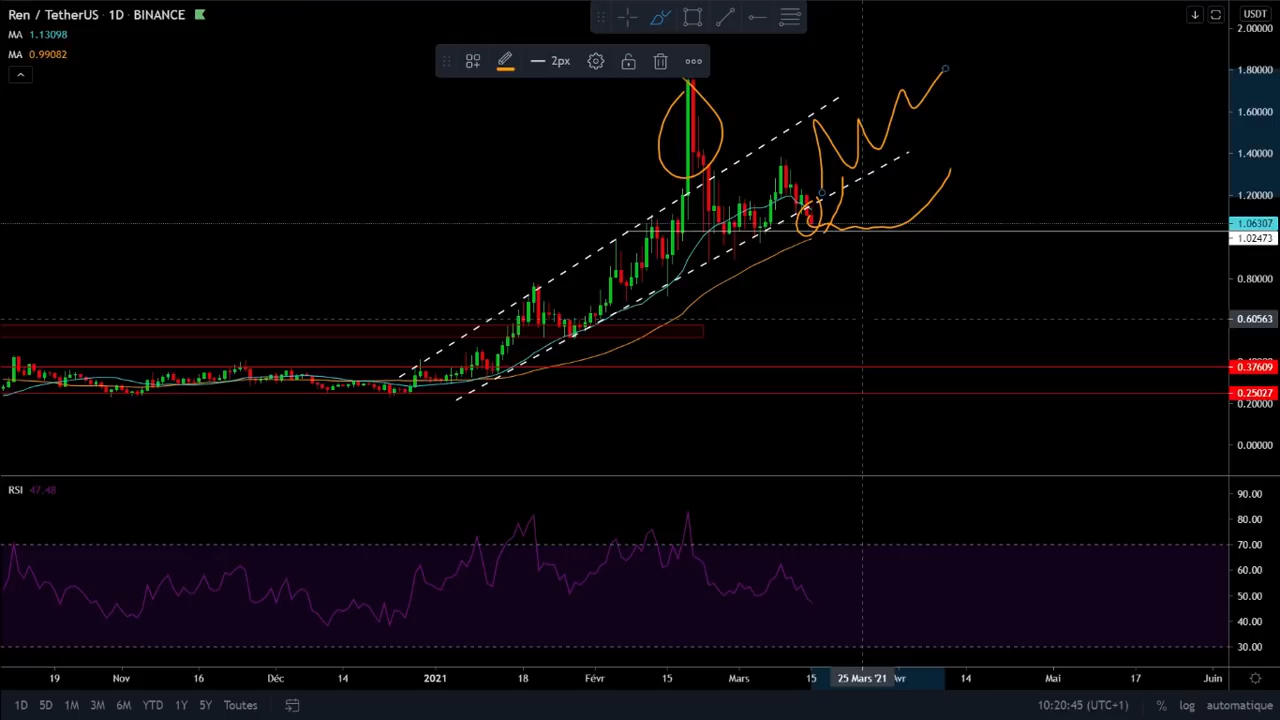 Ren / TetherUS · 1D · BINANCE
USDT
MA 1.13098
MA 0.99082
2px
2.00000
1.80000
1.60000
1.40000
1.20000
1.06307
1.02473
0.80000
0.60563
0.37609
0.25027
0.20000
0.00000
RSI 47.48
90.00
80.00
70.00
60.00
50.00
40.00
30.00
19 Nov 16 Déc 14 2021 18 Févr 15 Mars 15 25 Mars '21 Avr 14 Mai 17 Juin
1D 5D 1M 3M 6M YTD 1Y 5Y Toutes 10:20:45 (UTC+1) % log automatique